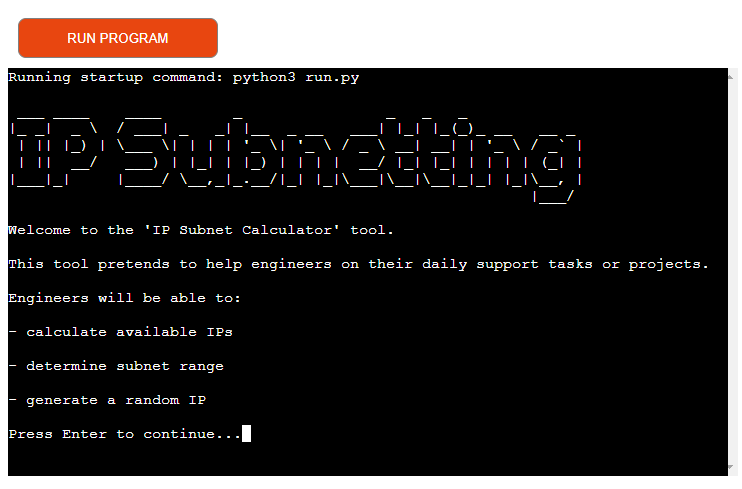 RUN PROGRAM
Running startup command: python3 run.py
IP Subnetting
Welcome to the 'IP Subnet Calculator' tool.
This tool pretends to help engineers on their daily support tasks or projects.
Engineers will be able to:
- calculate available IPs
- determine subnet range
- generate a random IP
Press Enter to continue...